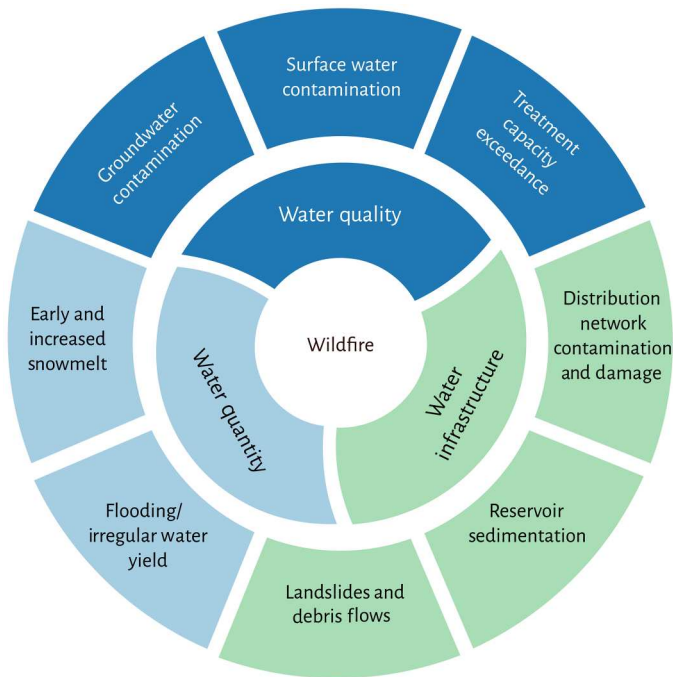 Surface water
contamination
Treatment
capacity
exceedance
Distribution
network
contamination
and damage
Reservoir
sedimentation
Landslides and
debris flows
Flooding/
irregular water
yield
Early and
increased
snowmelt
Groundwater
contamination
Water quality
Water
infrastructure
Water quantity
Wildfire